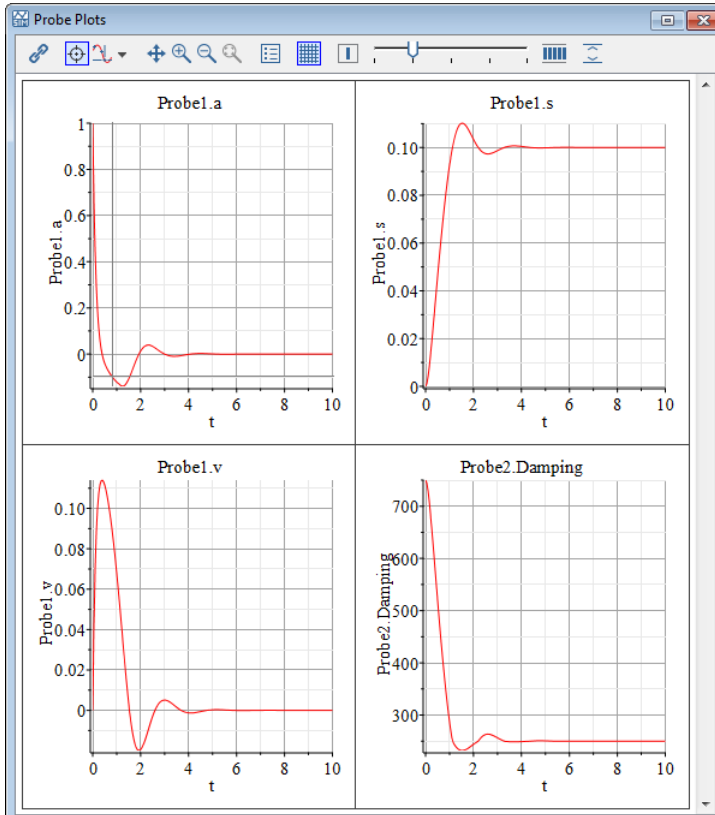 Probe Plots
Probe1.a
1
0.8
0.6
0.4
0.2
0
Probe1.a
0 2 4 6 8 10
t
Probe1.s
0.10
0.08
0.06
0.04
0.02
0
Probe1.s
0 2 4 6 8 10
t
Probe1.v
0.10
0.08
0.06
0.04
0.02
0
Probe1.v
0 2 4 6 8 10
t
Probe2.Damping
700
600
500
400
300
Probe2.Damping
0 2 4 6 8 10
t